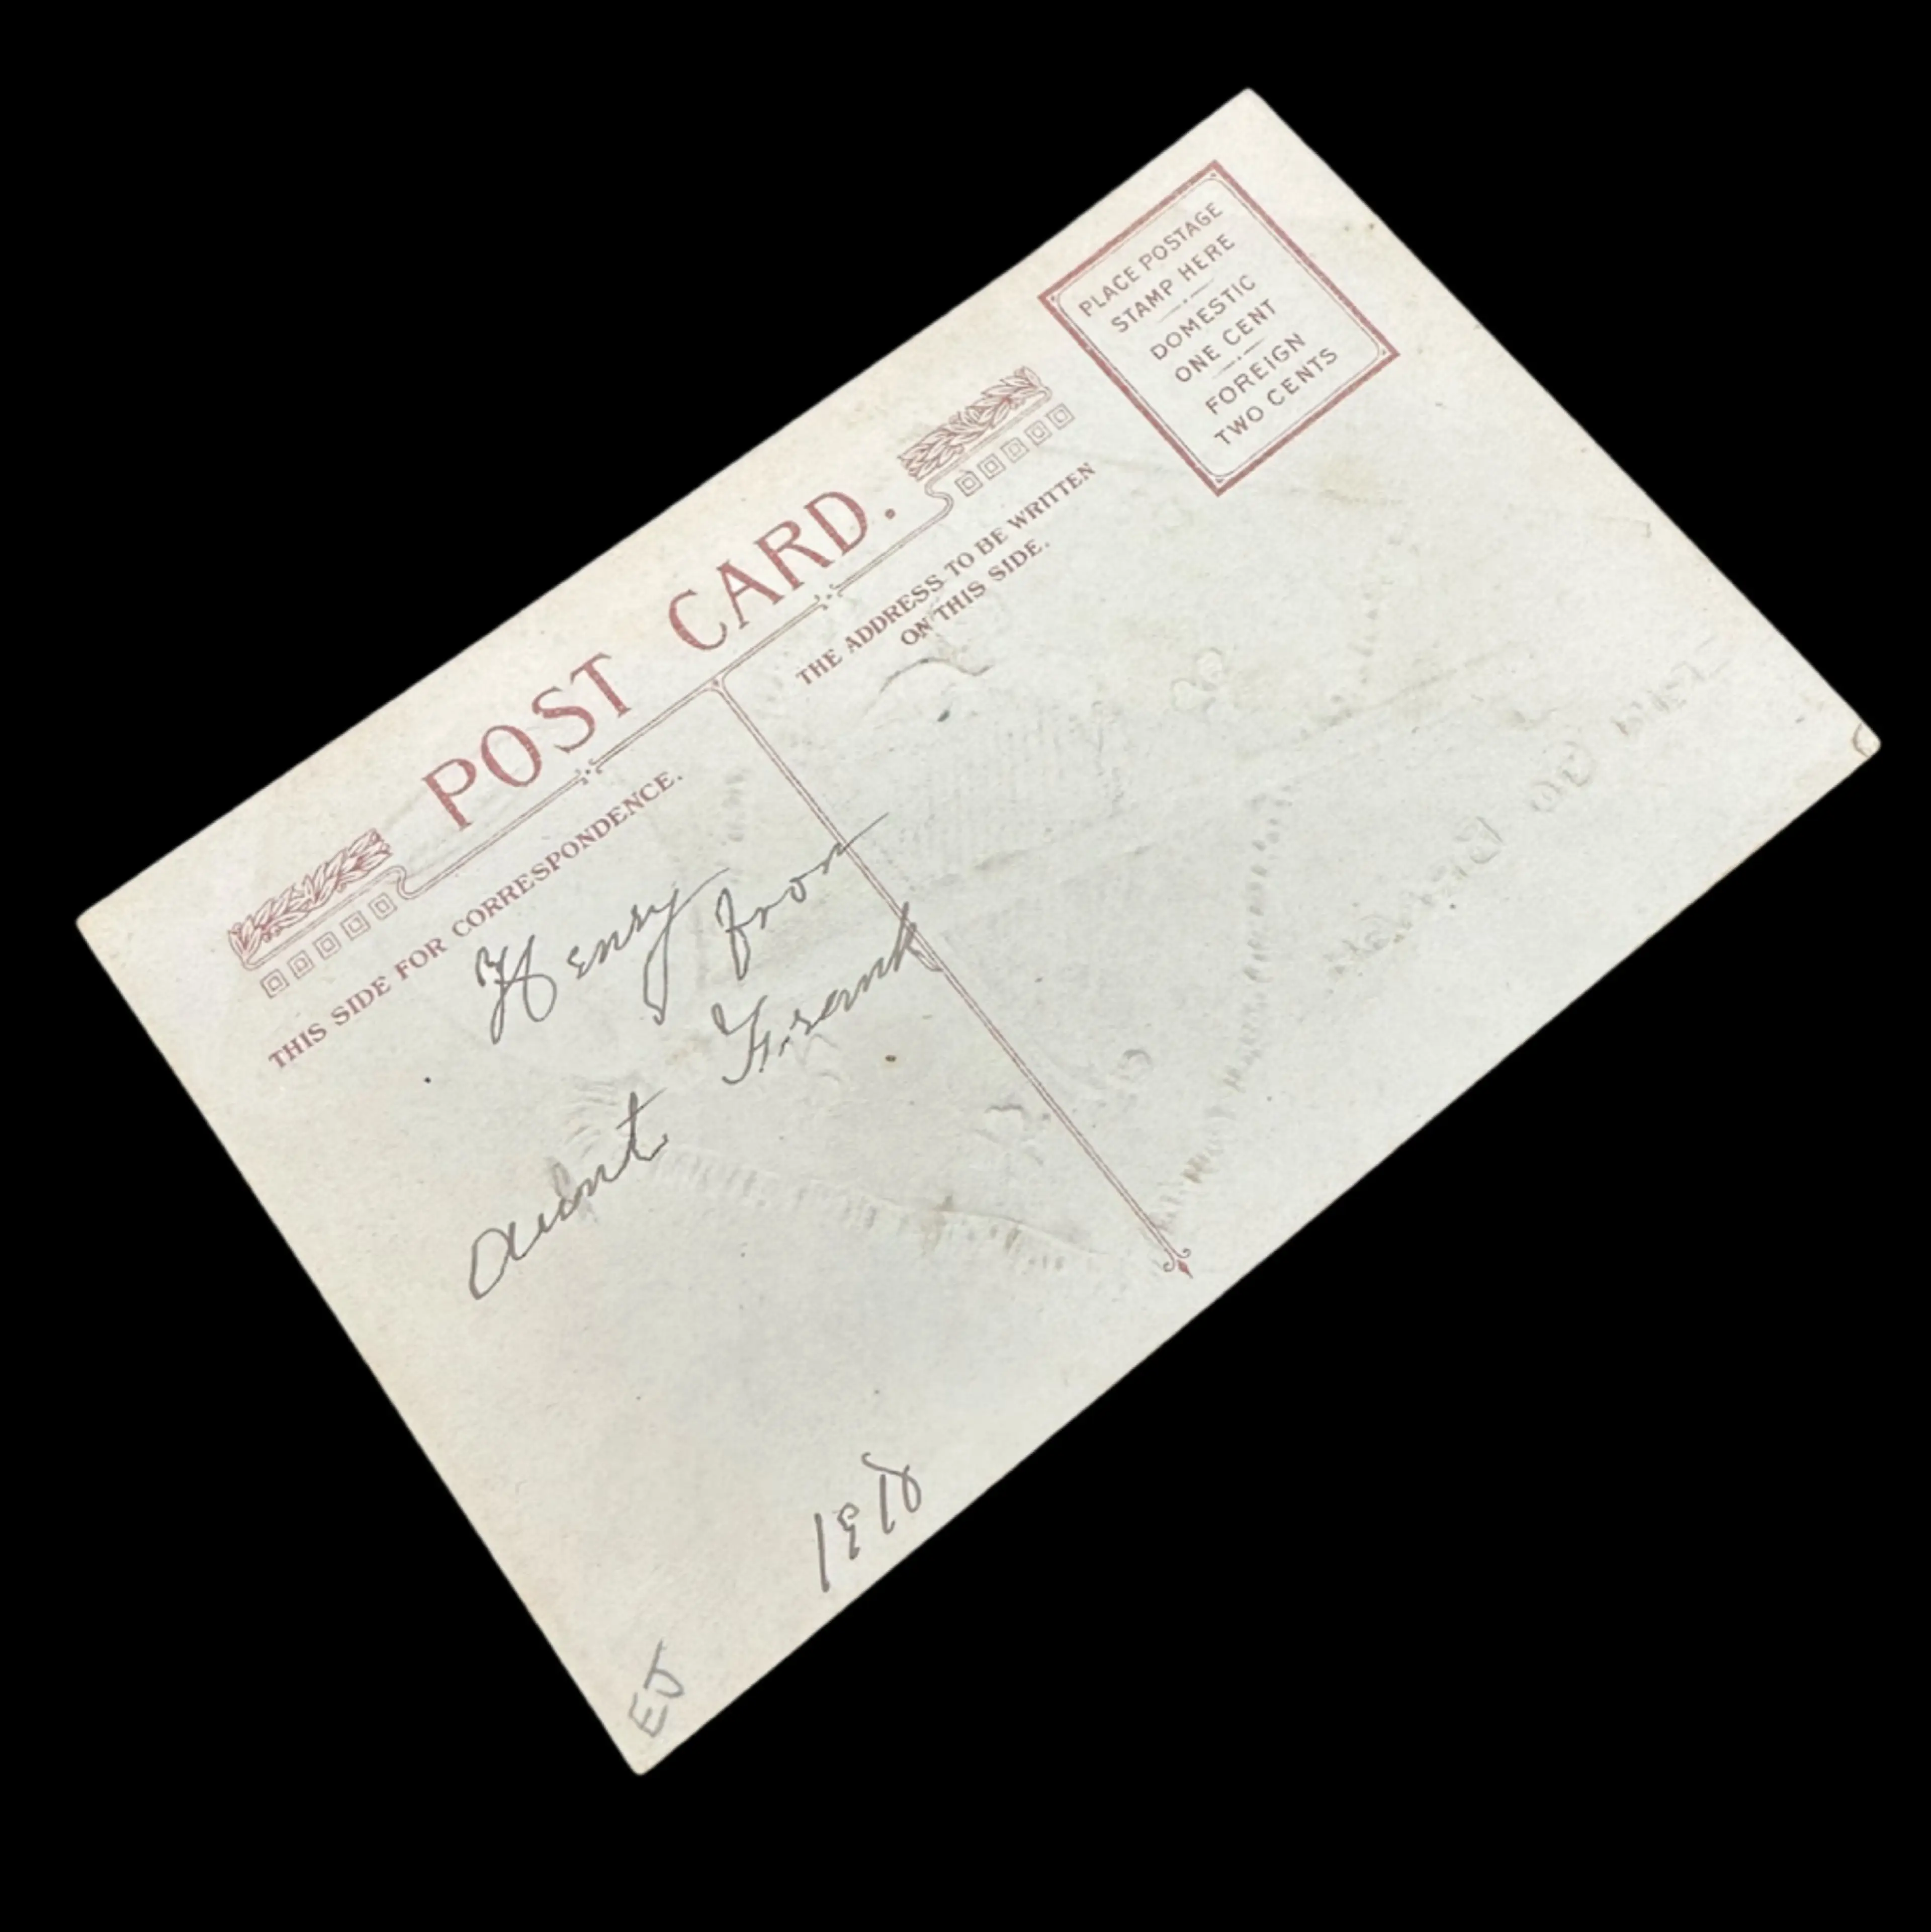 POST CARD.
PLACE POSTAGE
STAMP HERE
DOMESTIC
ONE CENT
FOREIGN
TWO CENTS
THIS SIDE FOR CORRESPONDENCE.
THE ADDRESS TO BE WRITTEN
ON THIS SIDE.
Henry from
aunt Frank
1910
EJ